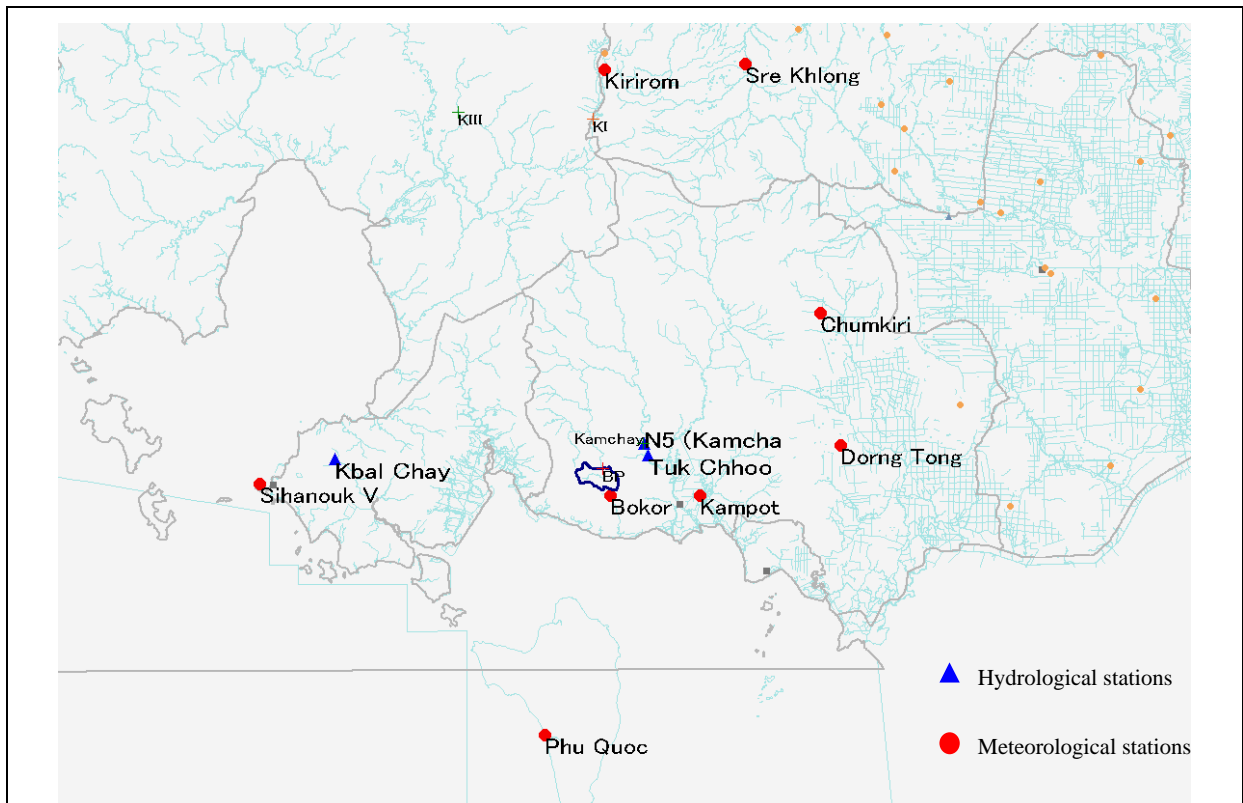 Kirirom
Sre Khlong
KIII
KI
Chumkiri
Kamchay
N5 (Kamcha
Tuk Chhoo
Dorng Tong
Kbal Chay
BP
Sihanouk V
Bokor
Kampot
Hydrological stations
Phu Quoc
Meteorological stations